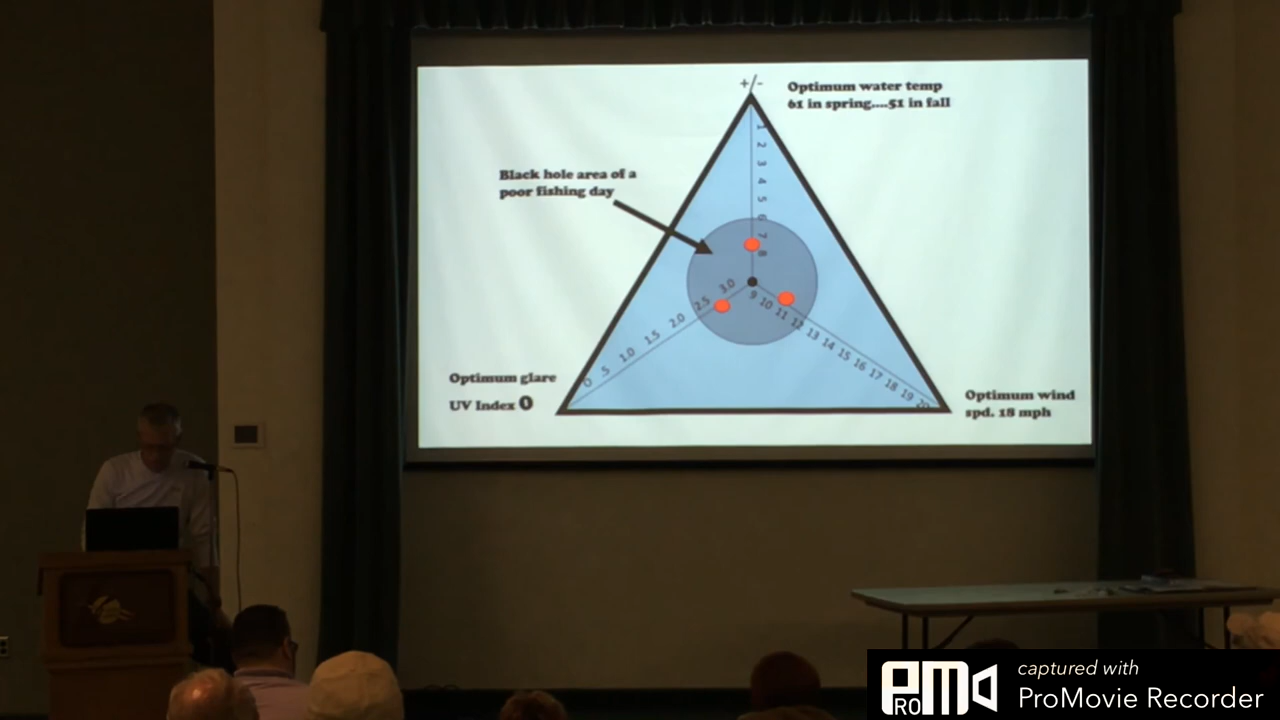 +/-
Optimum water temp
61 in spring....51 in fall
1 2 3 4 5 6 7 8
Black hole area of a
poor fishing day
0 .5 1.0 1.5 2.0 2.5 3.0
9 10 11 12 13 14 15 16 17 18 19 20
Optimum glare
UV Index 0
Optimum wind
spd. 18 mph
PROM
captured with
ProMovie Recorder